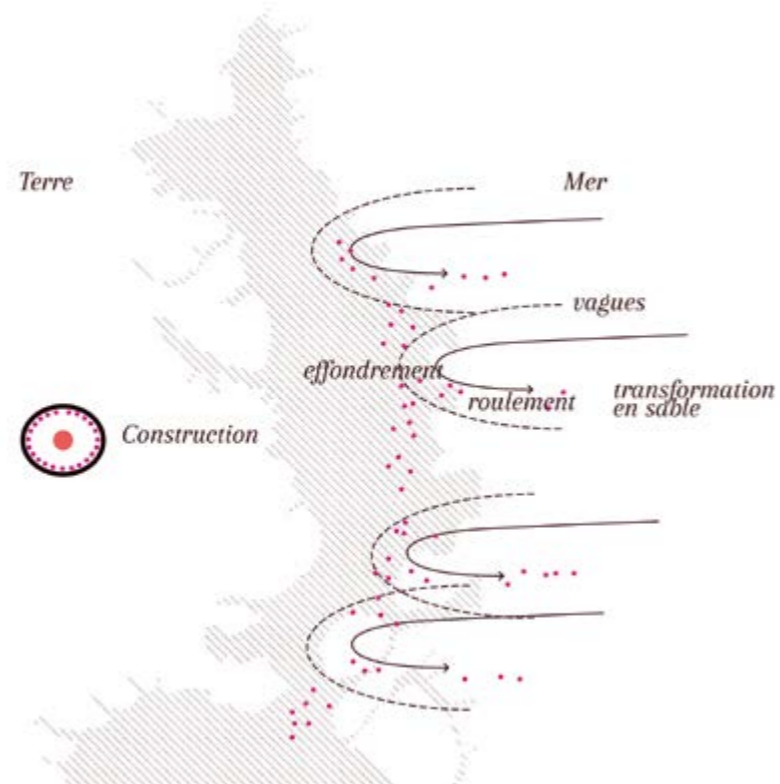 Terre
Mer
vagues
effondrement
roulement
transformation
en sable
Construction